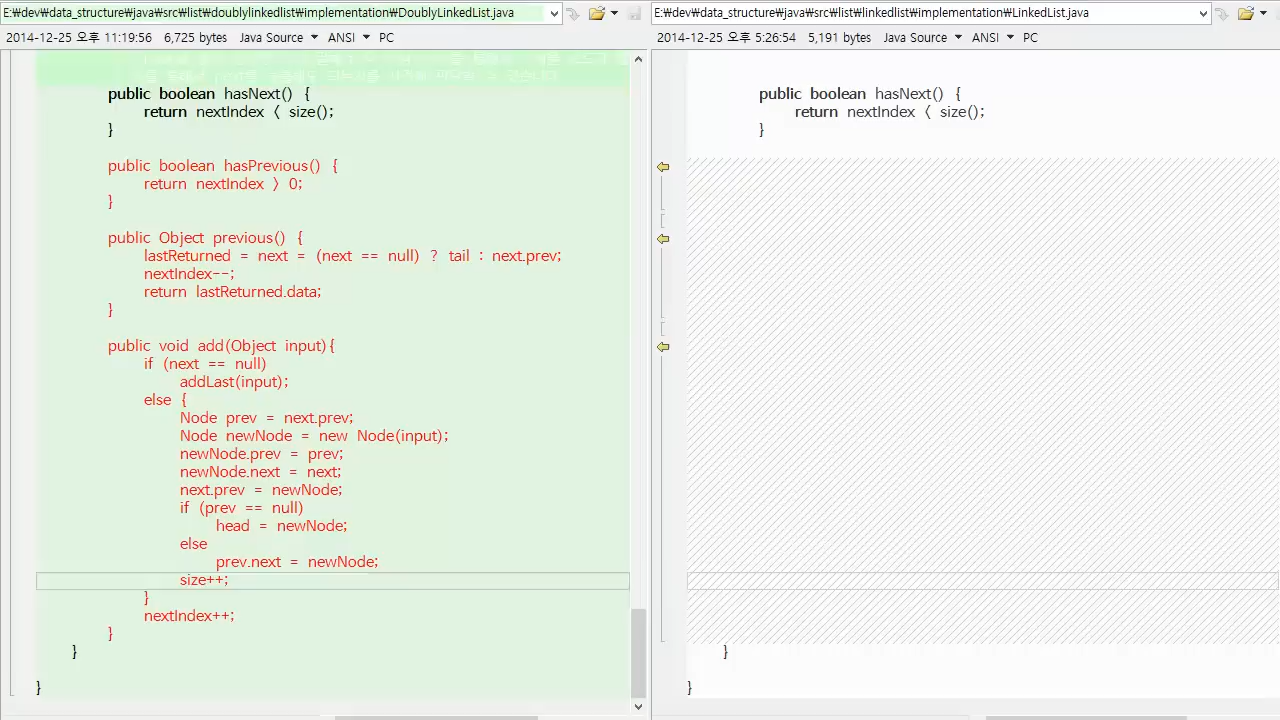 E:₩dev₩data_structure₩java₩src₩list₩doublylinkedlist₩implementation₩DoublyLinkedList.java
2014-12-25 오후 11:19:56 6,725 bytes Java Source ANSI PC
public boolean hasNext() {
return nextIndex < size();
}
public boolean hasPrevious() {
return nextIndex > 0;
}
public Object previous() {
lastReturned = next = (next == null) ? tail : next.prev;
nextIndex--;
return lastReturned.data;
}
public void add(Object input){
if (next == null)
addLast(input);
else {
Node prev = next.prev;
Node newNode = new Node(input);
newNode.prev = prev;
newNode.next = next;
next.prev = newNode;
if (prev == null)
head = newNode;
else
prev.next = newNode;
size++;
}
nextIndex++;
}
}
}
E:₩dev₩data_structure₩java₩src₩list₩linkedlist₩implementation₩LinkedList.java
2014-12-25 오후 5:26:54 5,191 bytes Java Source ANSI PC
public boolean hasNext() {
return nextIndex < size();
}
}
}